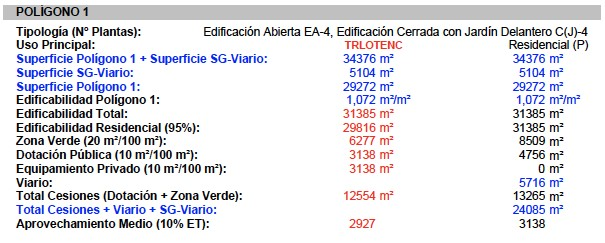 POLÍGONO 1
Tipología (Nº Plantas): Edificación Abierta EA-4, Edificación Cerrada con Jardín Delantero C(J)-4
Uso Principal: TRLOTENC Residencial (P)
Superficie Polígono 1 + Superficie SG-Viario: 34376 m² 34376 m²
Superficie SG-Viario: 5104 m² 5104 m²
Superficie Polígono 1: 29272 m² 29272 m²
Edificabilidad Polígono 1: 1,072 m²/m² 1,072 m²/m²
Edificabilidad Total: 31385 m² 31385 m²
Edificabilidad Residencial (95%): 29816 m² 31385 m²
Zona Verde (20 m²/100 m²): 6277 m² 8509 m²
Dotación Pública (10 m²/100 m²): 3138 m² 4756 m²
Equipamiento Privado (10 m²/100 m²): 3138 m² 0 m²
Viario: 5716 m²
Total Cesiones (Dotación + Zona Verde): 12554 m² 13265 m²
Total Cesiones + Viario + SG-Viario: 24085 m²
Aprovechamiento Medio (10% ET): 2927 3138